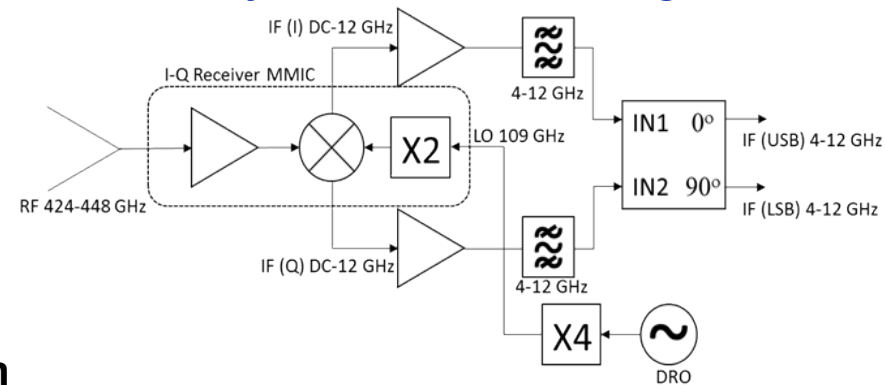 IF (I) DC-12 GHz
I-Q Receiver MMIC
4-12 GHz
X2
LO 109 GHz
IN1 0°
IF (USB) 4-12 GHz
IN2 90°
IF (LSB) 4-12 GHz
RF 424-448 GHz
IF (Q) DC-12 GHz
4-12 GHz
X4
DRO